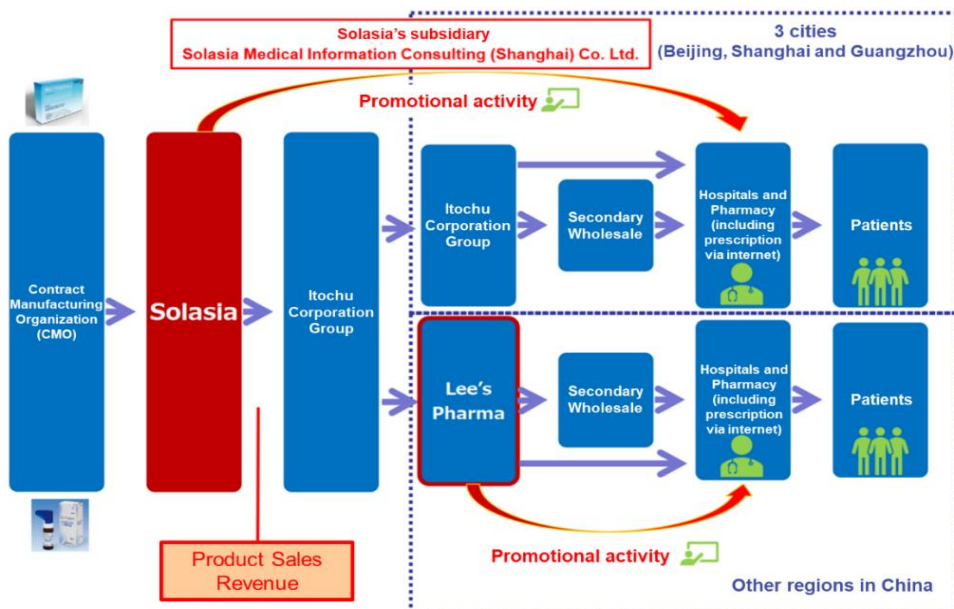 Solasia's subsidiary
Solasia Medical Information Consulting (Shanghai) Co. Ltd.
3 cities
(Beijing, Shanghai and Guangzhou)
Promotional activity
Contract
Manufacturing
Organization
(CMO)
Solasia
Itochu
Corporation
Group
Itochu
Corporation
Group
Secondary
Wholesale
Hospitals and
Pharmacy
(including
prescription
via internet)
Patients
Lee's
Pharma
Secondary
Wholesale
Hospitals and
Pharmacy
(including
prescription
via internet)
Patients
Product Sales
Revenue
Promotional activity
Other regions in China